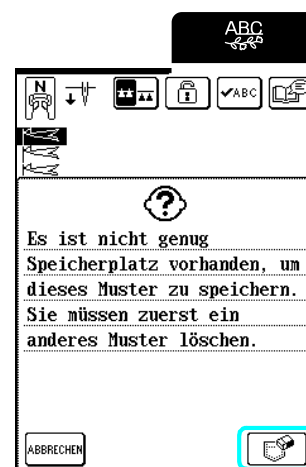 ABC
N
ABC
Es ist nicht genug
Speicherplatz vorhanden, um
dieses Muster zu speichern.
Sie müssen zuerst ein
anderes Muster löschen.
ABBRECHEN